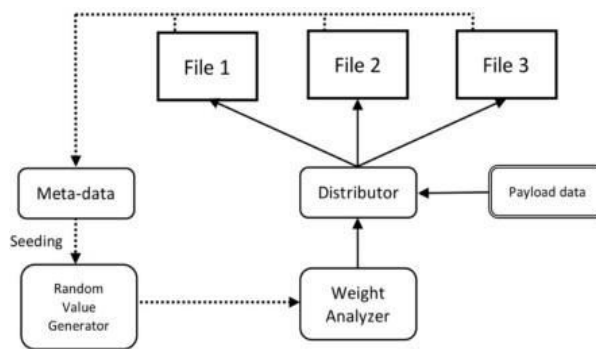 File 1
File 2
File 3
Meta-data
Distributor
Payload data
Seeding
Random
Value
Generator
Weight
Analyzer